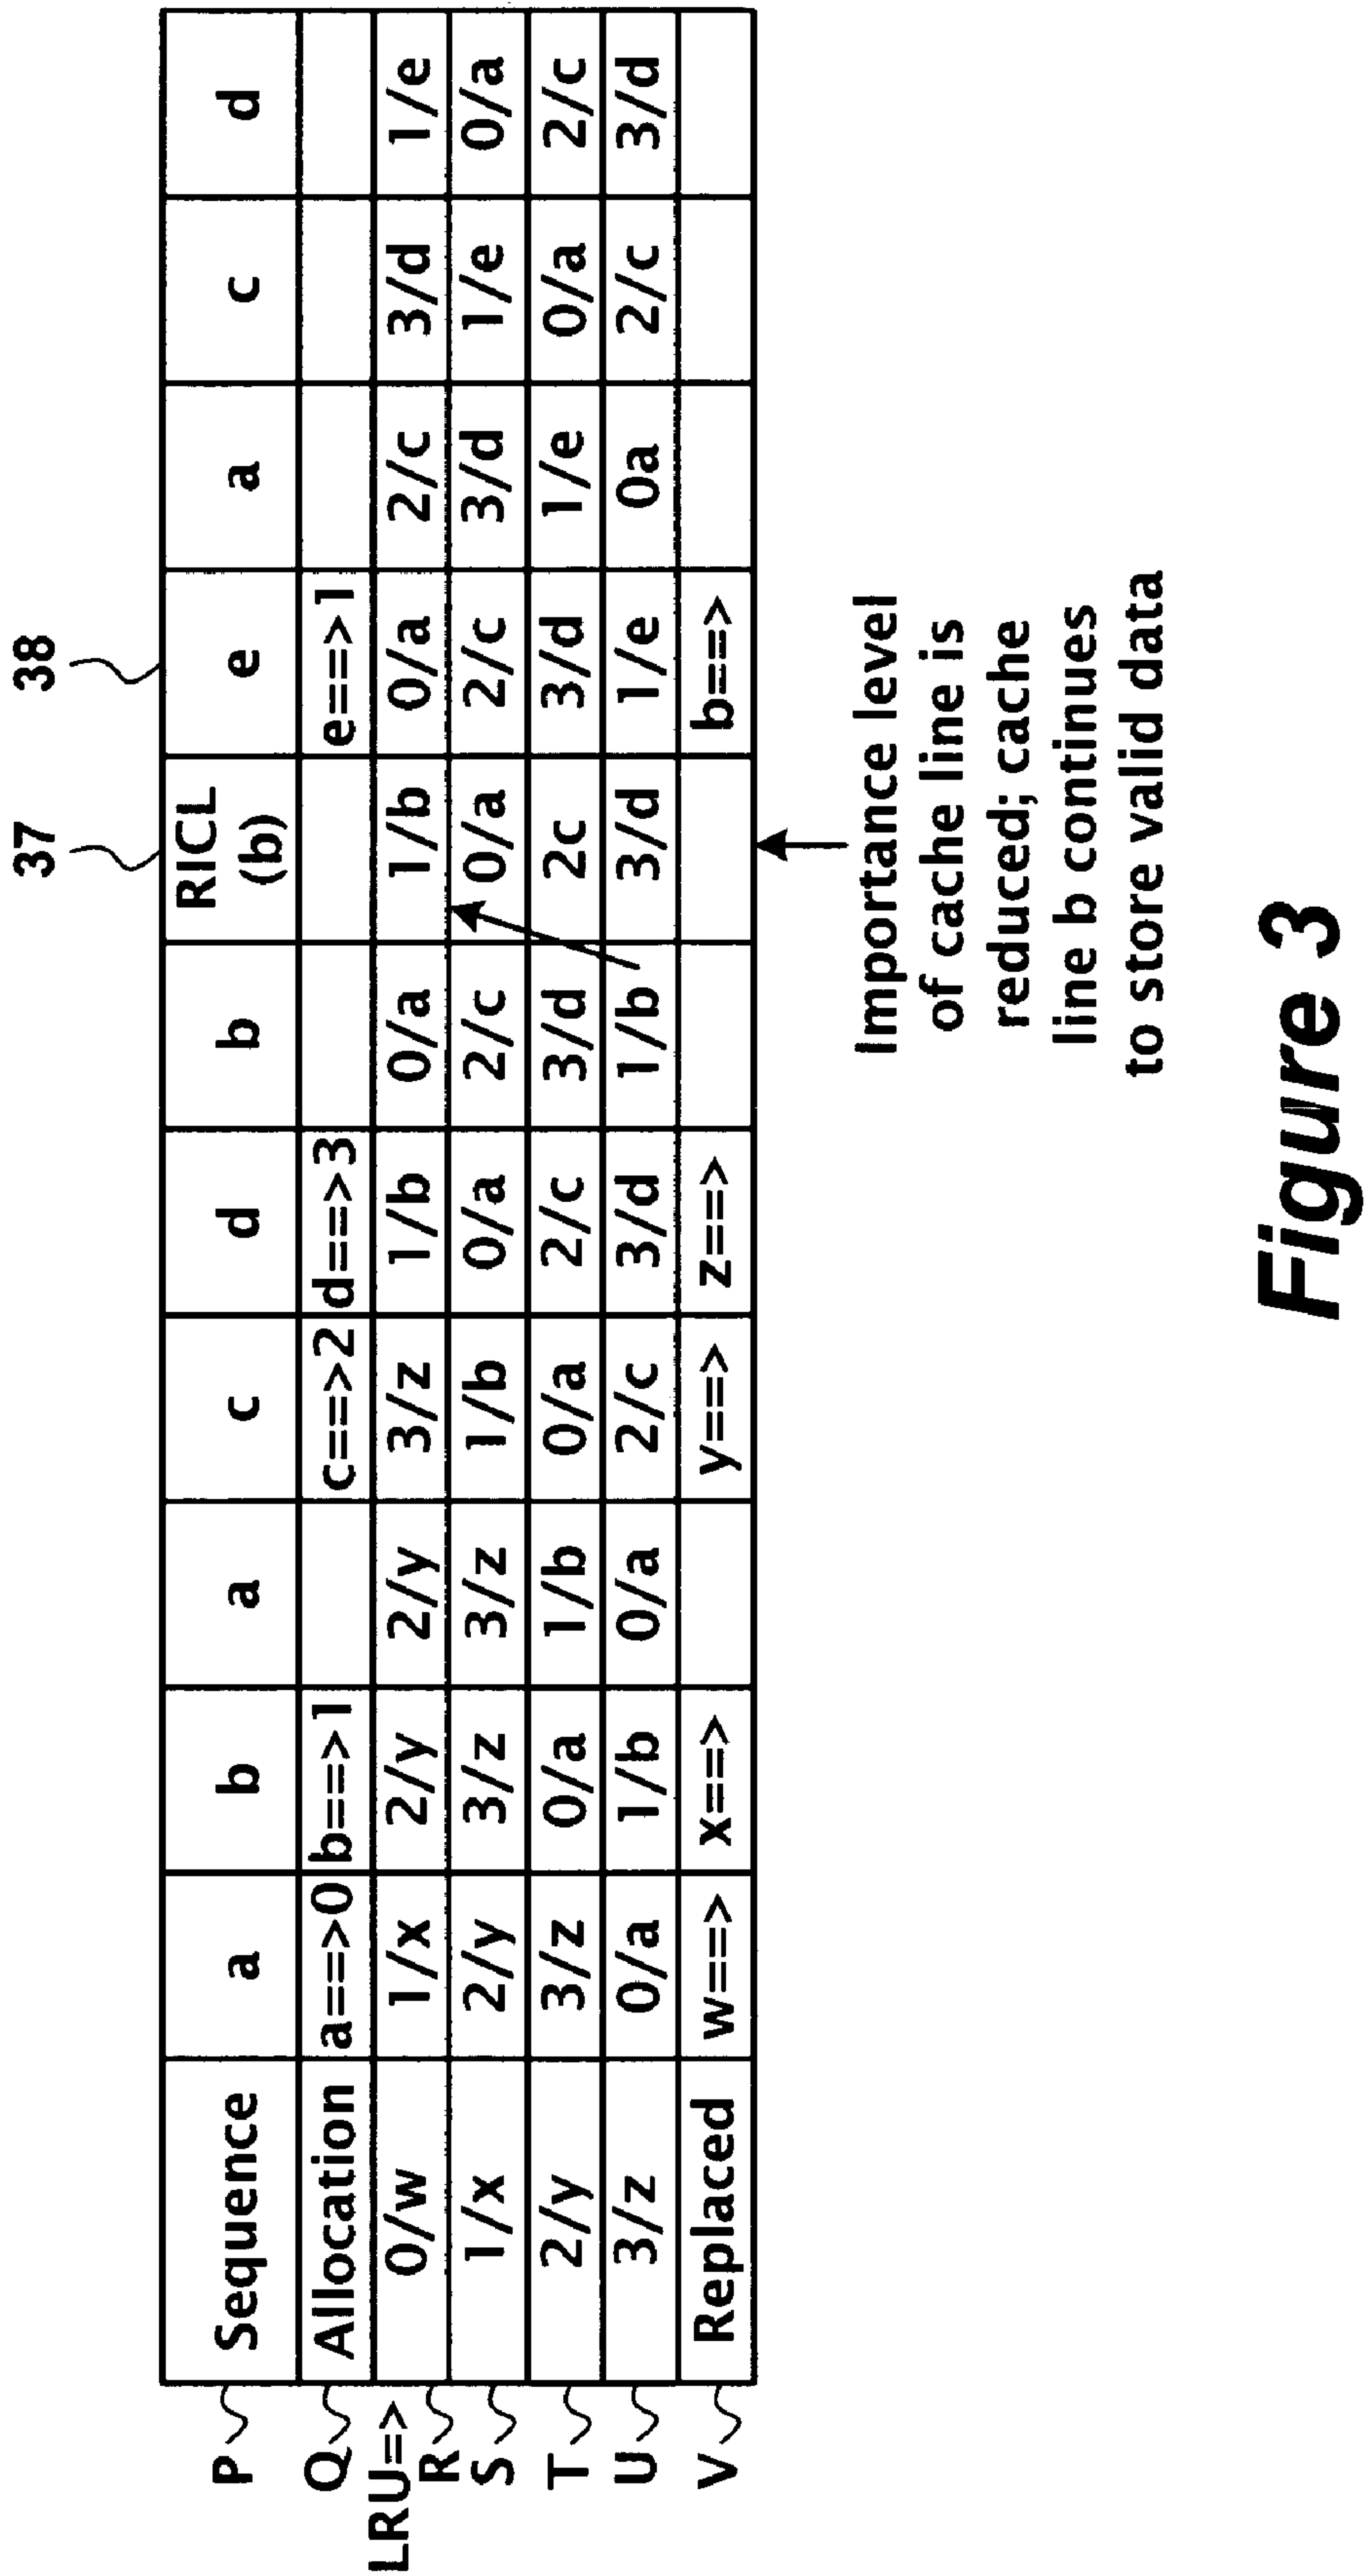 37 38
P Sequence a b a c d b RICL (b) e a c d
Q Allocation a==>0 b==>1 c==>2 d==>3 e==>1
LRU=>
R 0/w 1/x 2/y 2/y 3/z 1/b 0/a 1/b 0/a 2/c 3/d 1/e
S 1/x 2/y 3/z 3/z 1/b 0/a 2/c 0/a 2/c 3/d 1/e 0/a
T 2/y 3/z 0/a 1/b 0/a 2/c 3/d 2c 3/d 1/e 0/a 2/c
U 3/z 0/a 1/b 0/a 2/c 3/d 1/b 3/d 1/e 0a 2/c 3/d
V Replaced w==> x==> y==> z==> b==>
Importance level
of cache line is
reduced; cache
line b continues
to store valid data
Figure 3